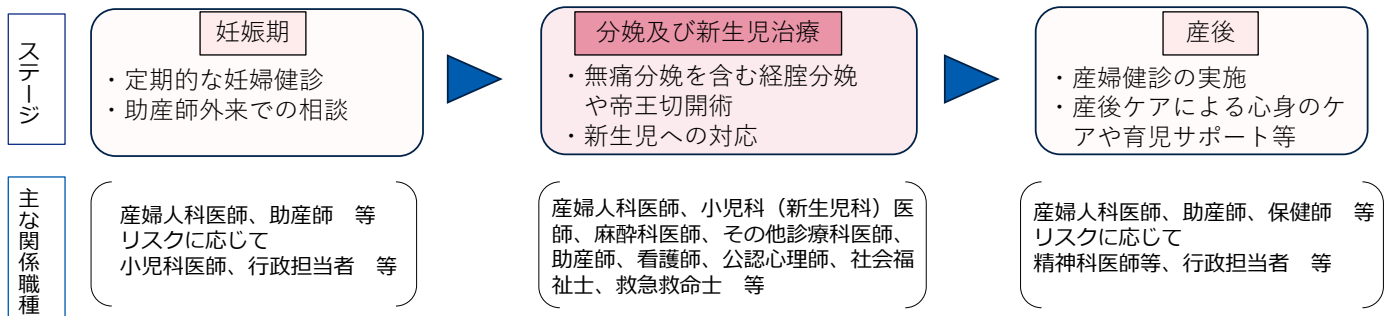 ステージ
妊娠期
・定期的な妊婦健診
・助産師外来での相談
分娩及び新生児治療
・無痛分娩を含む経腟分娩
や帝王切開術
・新生児への対応
産後
・産婦健診の実施
・産後ケアによる心身のケ
アや育児サポート等
主な関係職種
産婦人科医師、助産師　等
リスクに応じて
小児科医師、行政担当者　等
産婦人科医師、小児科（新生児科）医
師、麻酔科医師、その他診療科医師、
助産師、看護師、公認心理師、社会福
祉士、救急救命士　等
産婦人科医師、助産師、保健師　等
リスクに応じて
精神科医師等、行政担当者　等